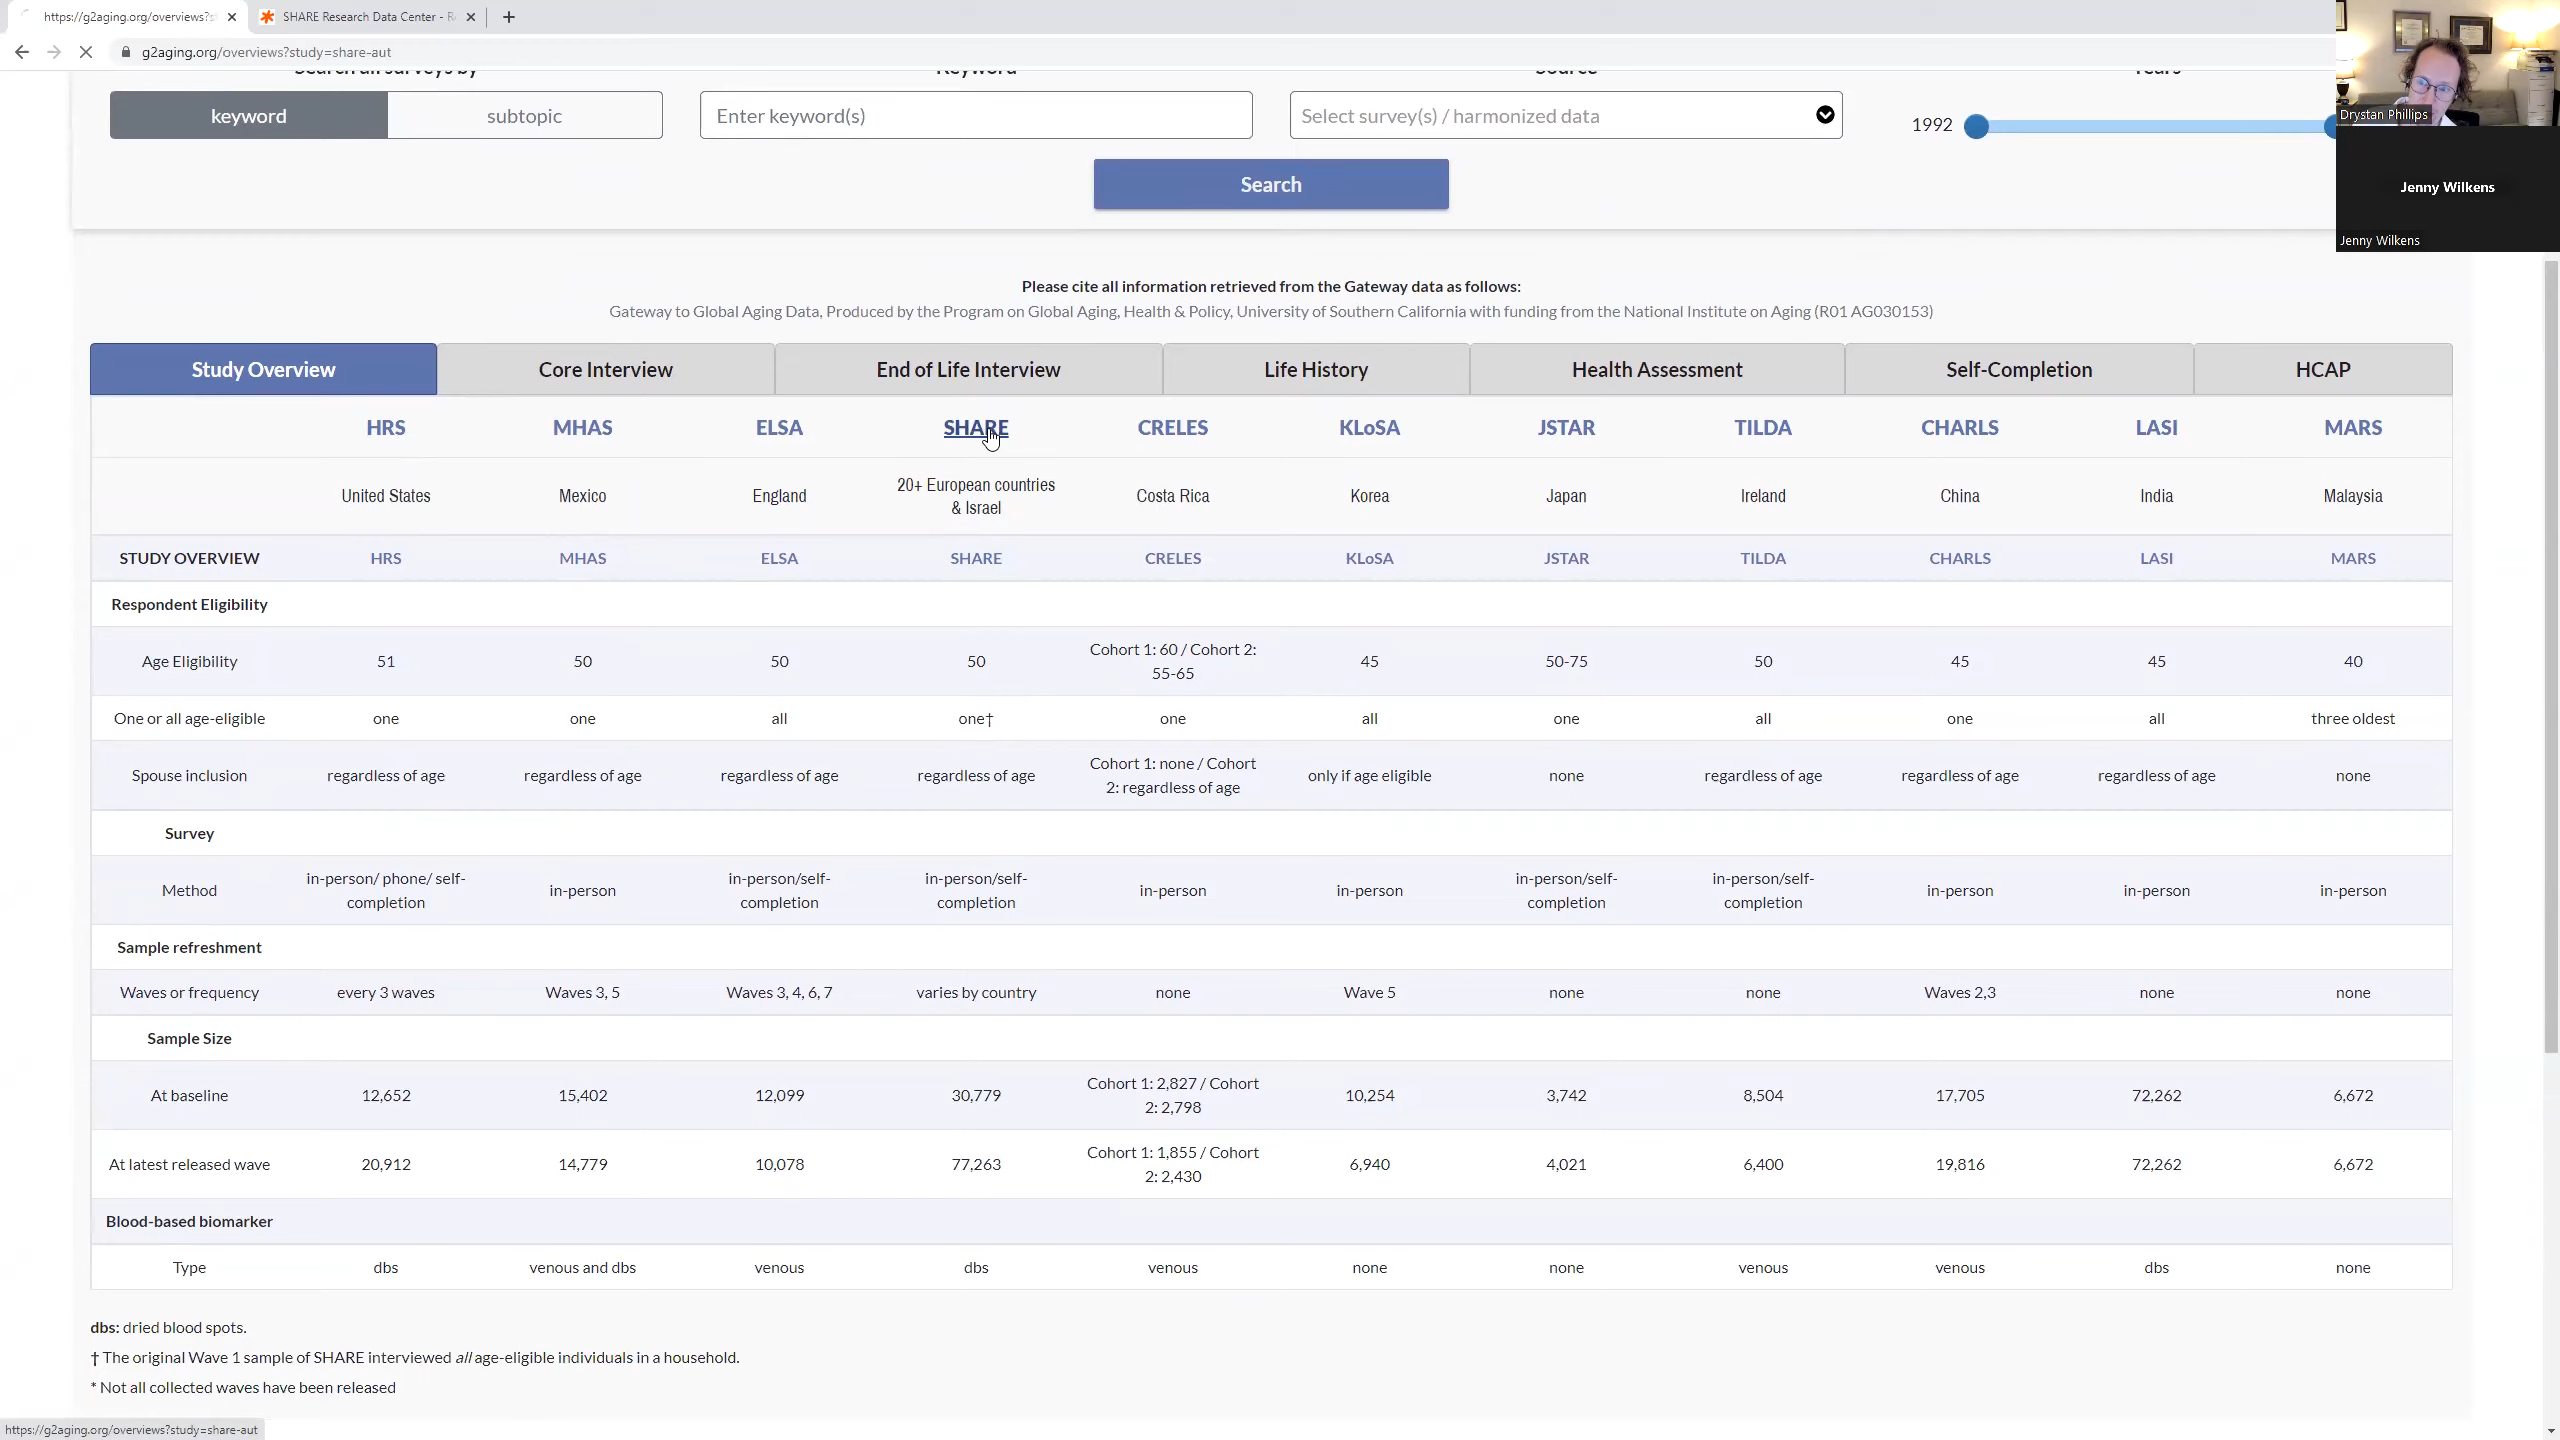 https://g2aging.org/overviews?s
SHARE Research Data Center - R
g2aging.org/overviews?study=share-aut
Search all surveys by
Keyword
Source
Years
keyword
subtopic
Enter keyword(s)
Select survey(s) / harmonized data
1992
Search
Drystan Phillips
Jenny Wilkens
Jenny Wilkens
Please cite all information retrieved from the Gateway data as follows:
Gateway to Global Aging Data, Produced by the Program on Global Aging, Health & Policy, University of Southern California with funding from the National Institute on Aging (R01 AG030153)
Study Overview Core Interview End of Life Interview Life History Health Assessment Self-Completion HCAP
HRS MHAS ELSA SHARE CRELES KLoSA JSTAR TILDA CHARLS LASI MARS
United States Mexico England 20+ European countries & Israel Costa Rica Korea Japan Ireland China India Malaysia
STUDY OVERVIEW HRS MHAS ELSA SHARE CRELES KLoSA JSTAR TILDA CHARLS LASI MARS
Respondent Eligibility
Age Eligibility 51 50 50 50 Cohort 1: 60 / Cohort 2: 55-65 45 50-75 50 45 45 40
One or all age-eligible one one all one† one all one all one all three oldest
Spouse inclusion regardless of age regardless of age regardless of age regardless of age Cohort 1: none / Cohort 2: regardless of age only if age eligible none regardless of age regardless of age regardless of age none
Survey
Method in-person/ phone/ self-completion in-person in-person/self-completion in-person/self-completion in-person in-person in-person/self-completion in-person/self-completion in-person in-person in-person
Sample refreshment
Waves or frequency every 3 waves Waves 3, 5 Waves 3, 4, 6, 7 varies by country none Wave 5 none none Waves 2,3 none none
Sample Size
At baseline 12,652 15,402 12,099 30,779 Cohort 1: 2,827 / Cohort 2: 2,798 10,254 3,742 8,504 17,705 72,262 6,672
At latest released wave 20,912 14,779 10,078 77,263 Cohort 1: 1,855 / Cohort 2: 2,430 6,940 4,021 6,400 19,816 72,262 6,672
Blood-based biomarker
Type dbs venous and dbs venous dbs venous none none venous venous dbs none
dbs: dried blood spots.
† The original Wave 1 sample of SHARE interviewed all age-eligible individuals in a household.
* Not all collected waves have been released
https://g2aging.org/overviews?study=share-aut